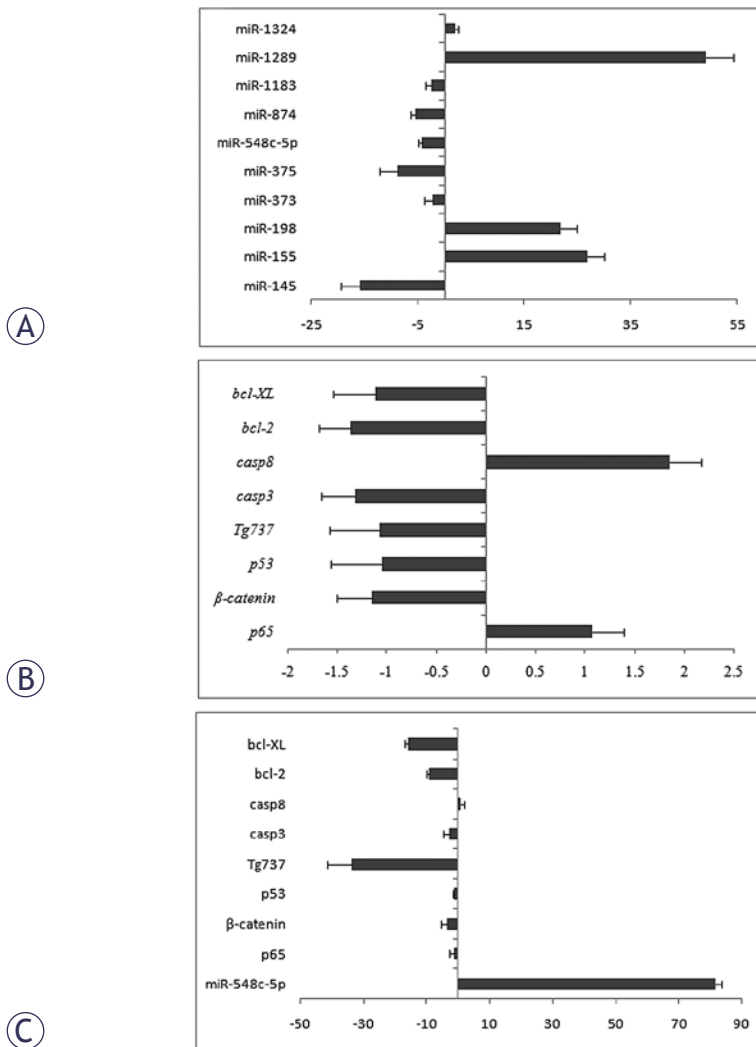 miR-1324
miR-1289
miR-1183
miR-874
miR-548c-5p
miR-375
miR-373
miR-198
miR-155
miR-145
-25 -5 15 35 55
A
bcl-XL
bcl-2
casp8
casp3
Tg737
p53
β-catenin
p65
-2 -1.5 -1 -0.5 0 0.5 1 1.5 2 2.5
B
bcl-XL
bcl-2
casp8
casp3
Tg737
p53
β-catenin
p65
miR-548c-5p
-50 -30 -10 10 30 50 70 90
C